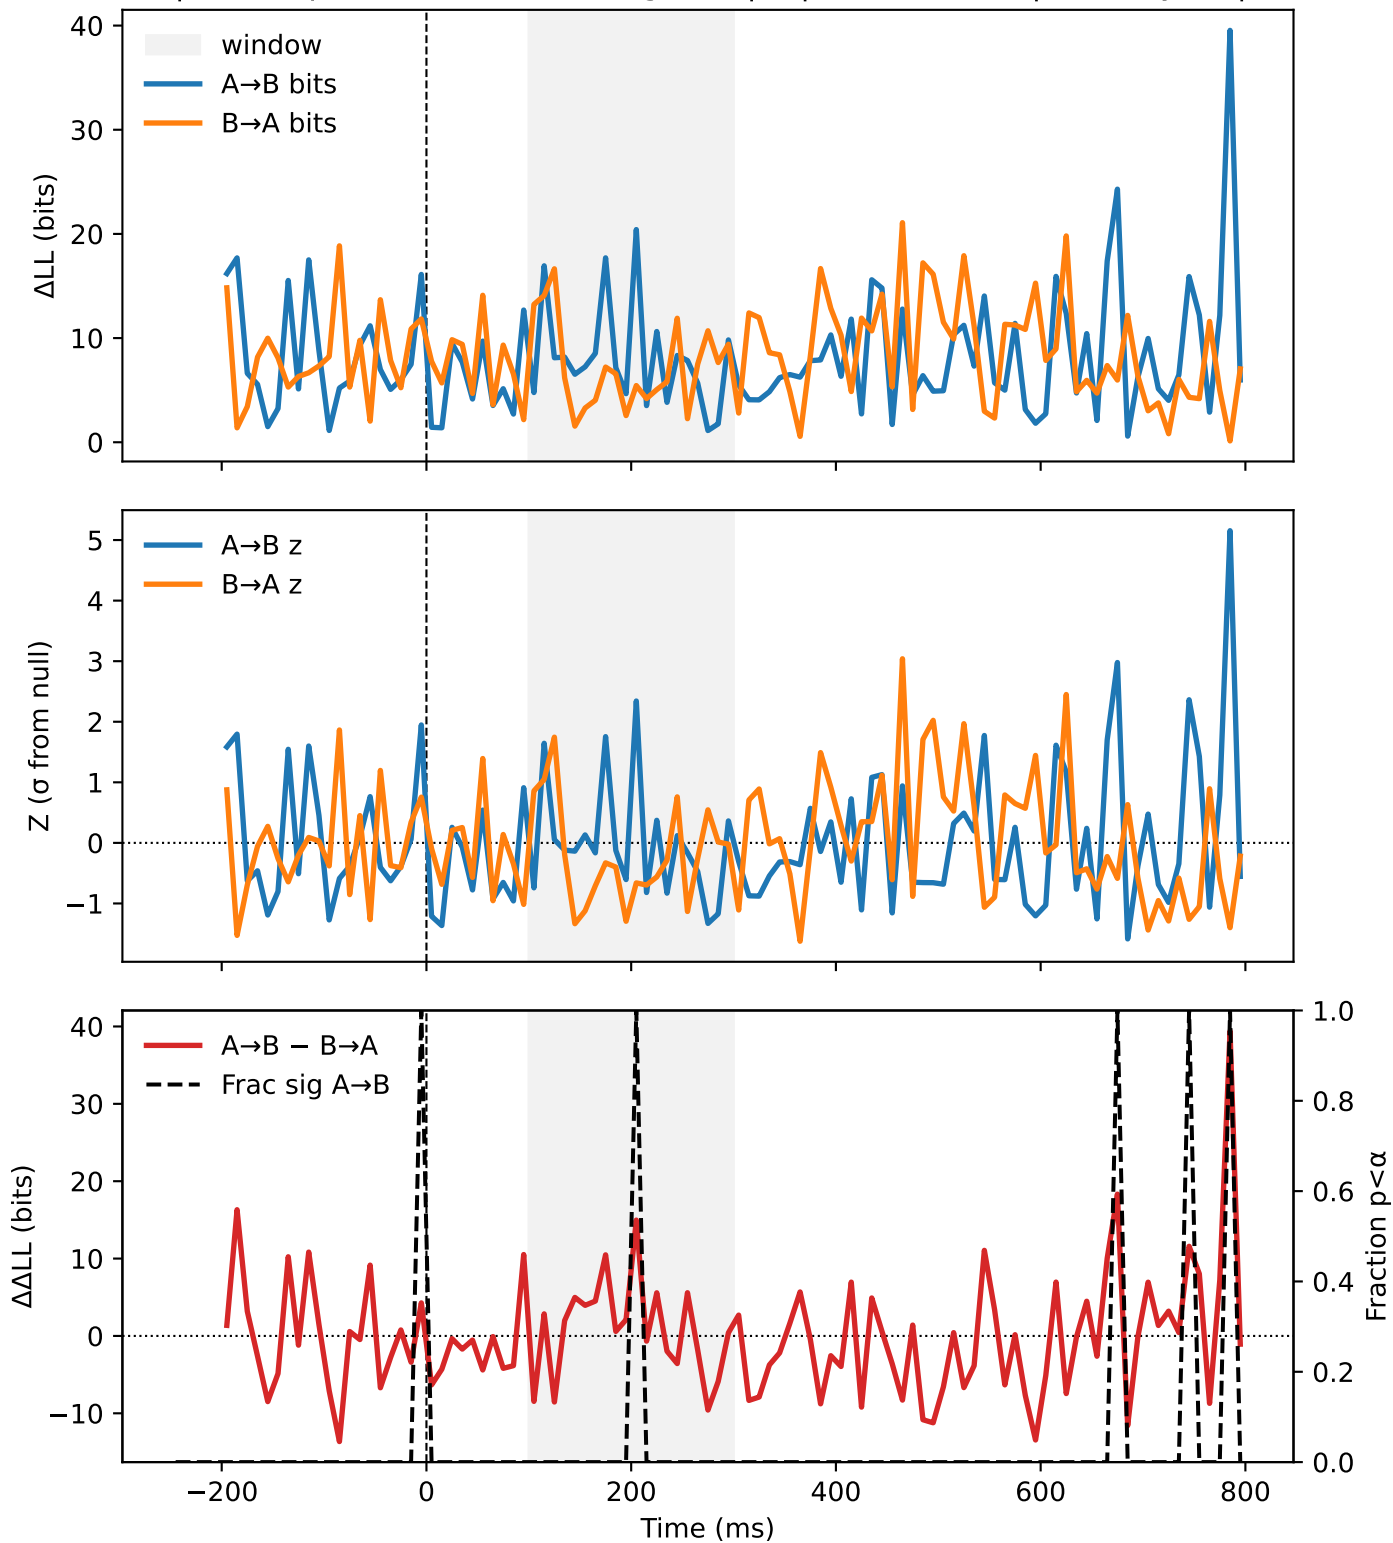 40
30
20
10
0
ΔLL (bits)
window
A→B bits
B→A bits
5
4
3
2
1
0
−1
Z (σ from null)
A→B z
B→A z
40
30
20
10
0
−10
ΔΔLL (bits)
A→B − B→A
Frac sig A→B
1.0
0.8
0.6
0.4
0.2
0.0
Fraction p<α
−200
0
200
400
600
800
Time (ms)